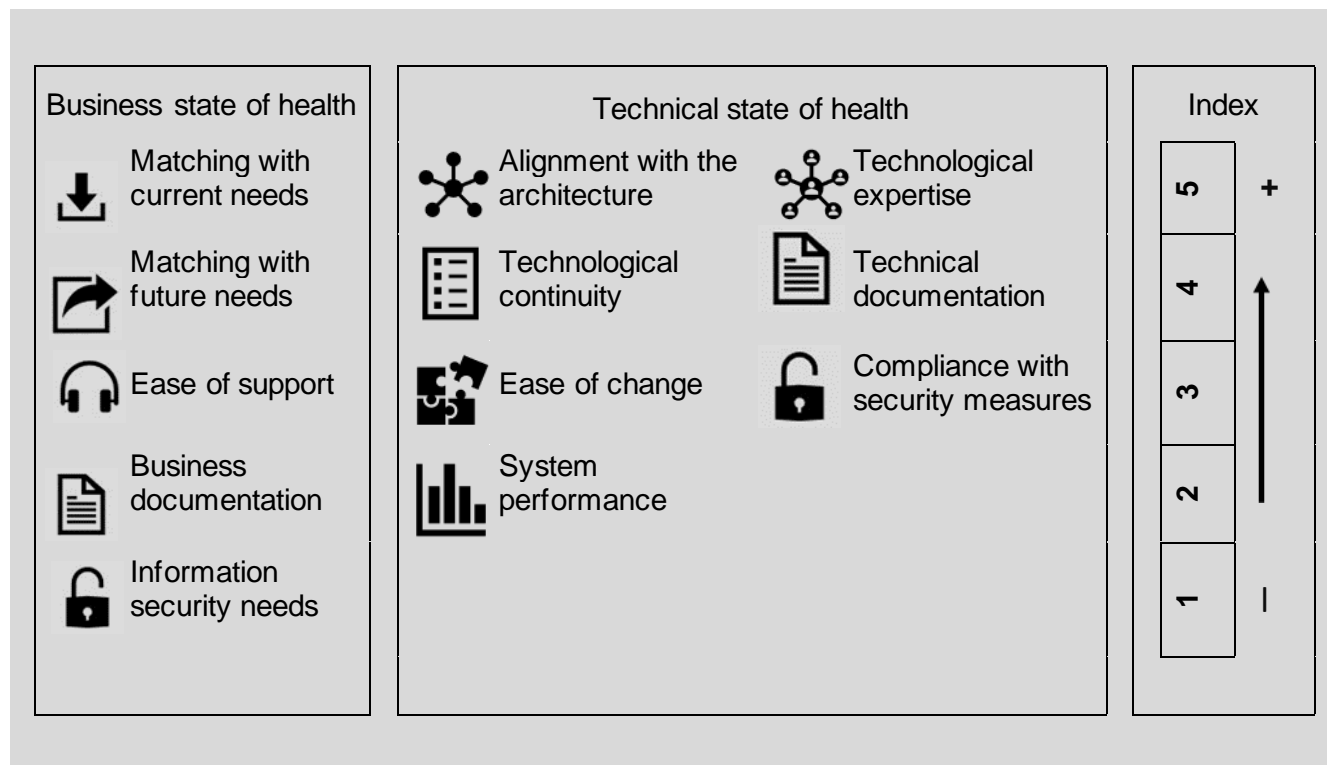 Business state of health
Matching with
current needs
Matching with
future needs
Ease of support
Business
documentation
Information
security needs
Technical state of health
Alignment with the
architecture
Technological
continuity
Ease of change
System
performance
Technological
expertise
Technical
documentation
Compliance with
security measures
Index
5
+
4
3
2
1
–